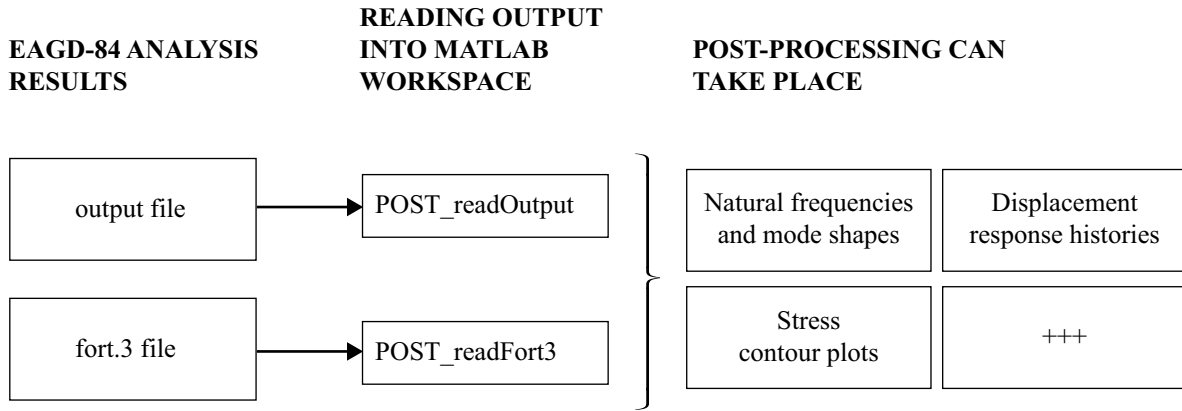 EAGD-84 ANALYSIS
RESULTS
READING OUTPUT
INTO MATLAB
WORKSPACE
POST-PROCESSING CAN
TAKE PLACE
output file
POST_readOutput
fort.3 file
POST_readFort3
Natural frequencies
and mode shapes
Displacement
response histories
Stress
contour plots
+++